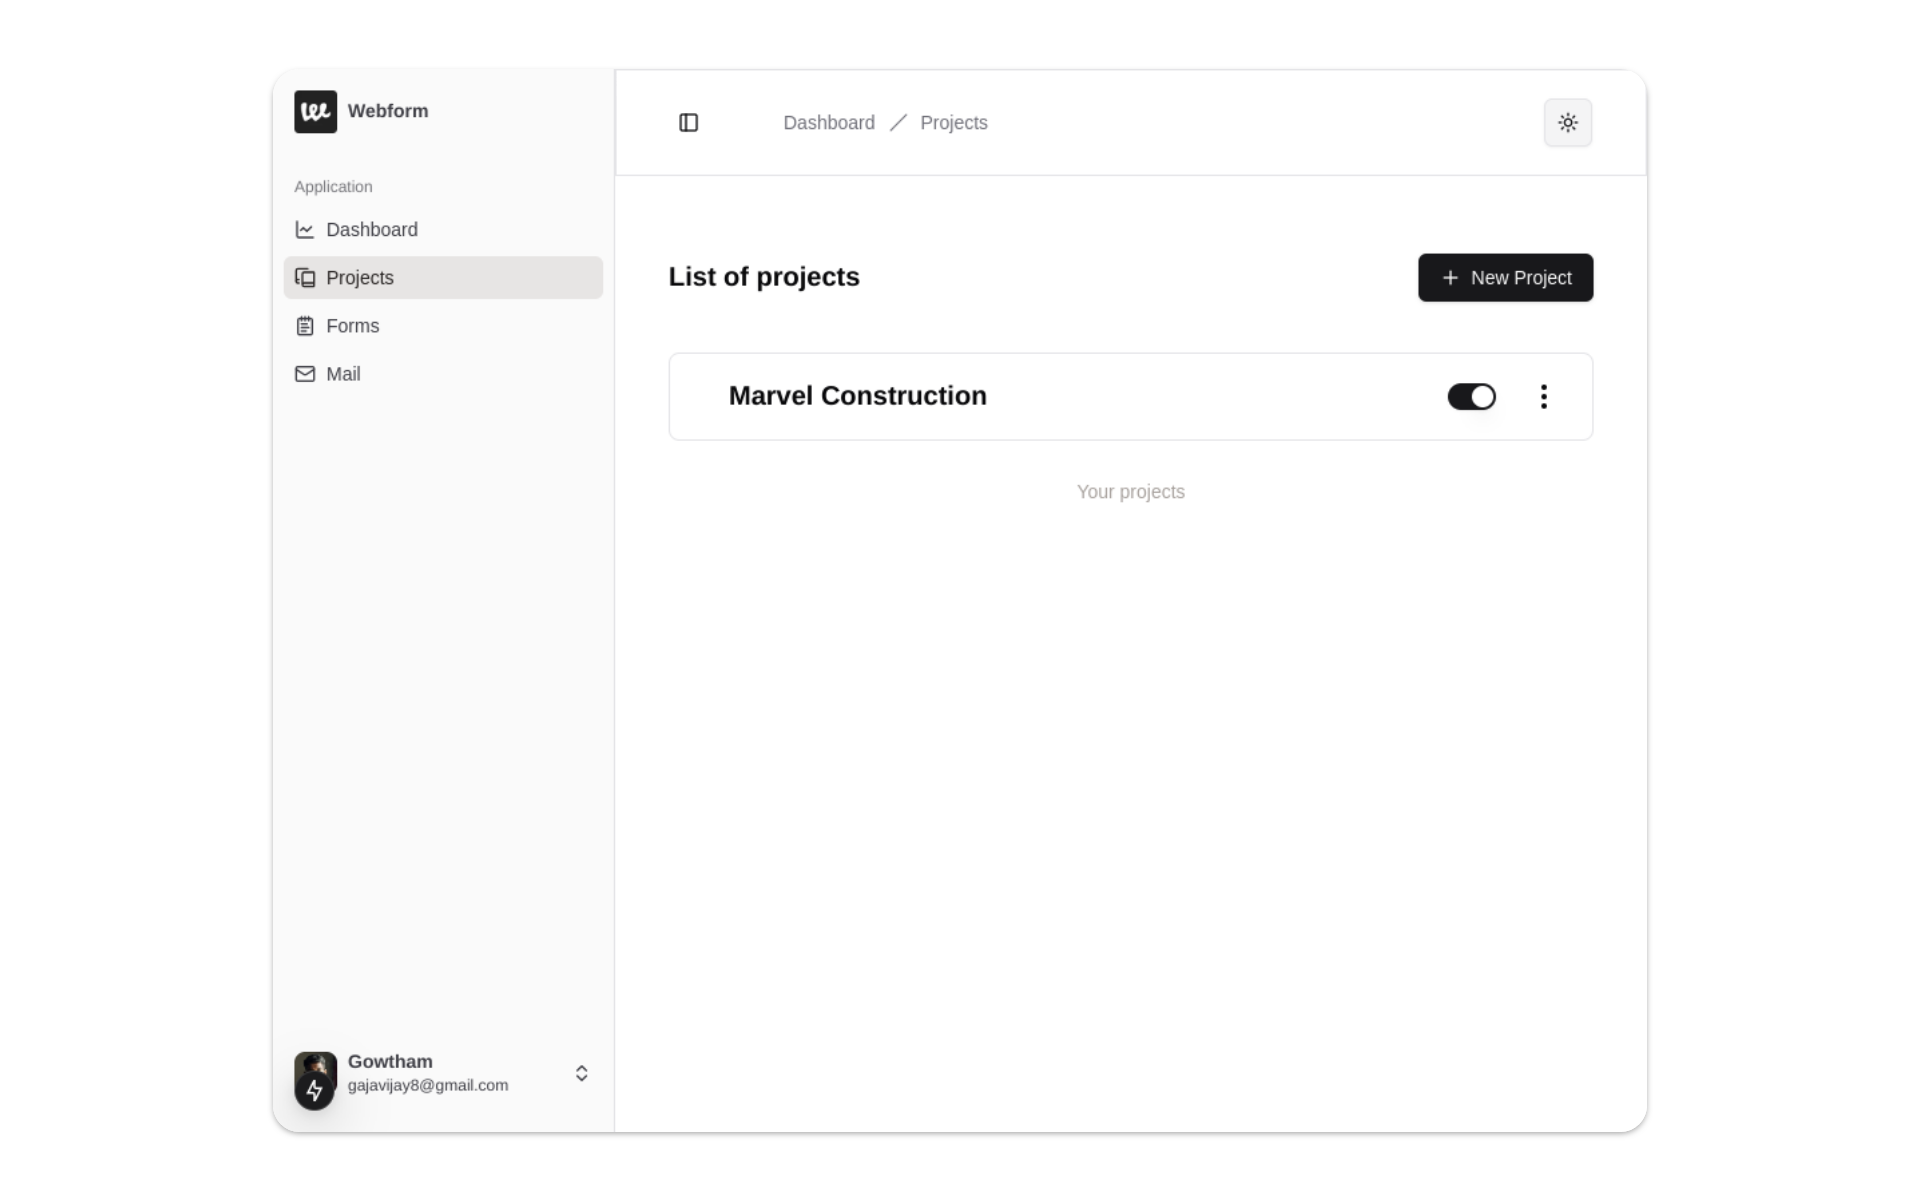 Webform
Application
Dashboard
Projects
Forms
Mail
Gowtham
gajavijay8@gmail.com
Dashboard
Projects
List of projects
New Project
Marvel Construction
Your projects